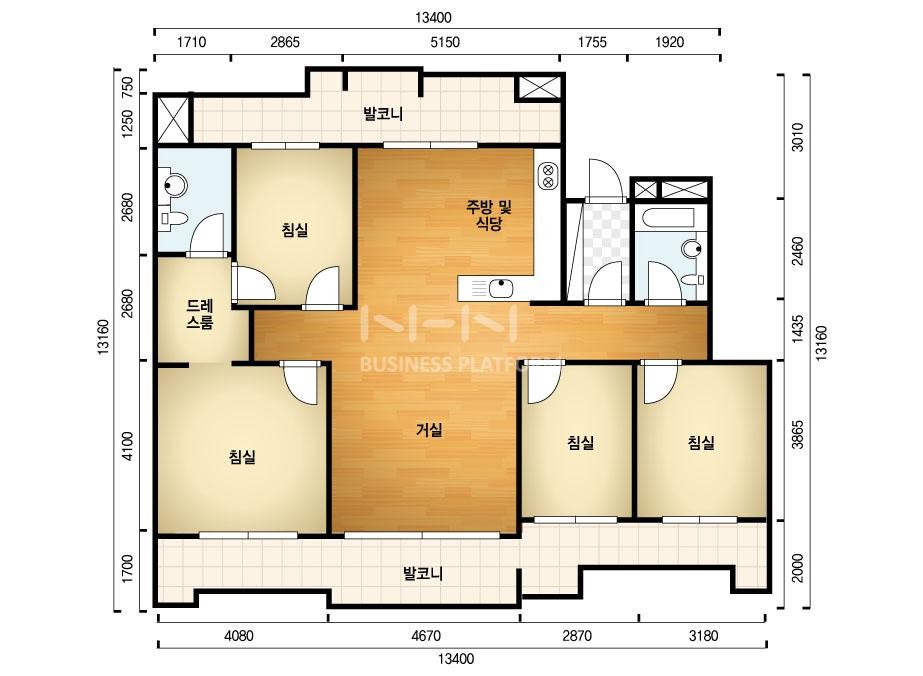 13400
1710 2865 5150 1755 1920
750
1250
2680
2680
13160
4100
1700
3010
2460
1435
13160
3865
2000
발코니
침실
주방 및
식당
드레
스룸
NHN
BUSINESS PLATFORM
거실
침실
침실
침실
발코니
4080 4670 2870 3180
13400